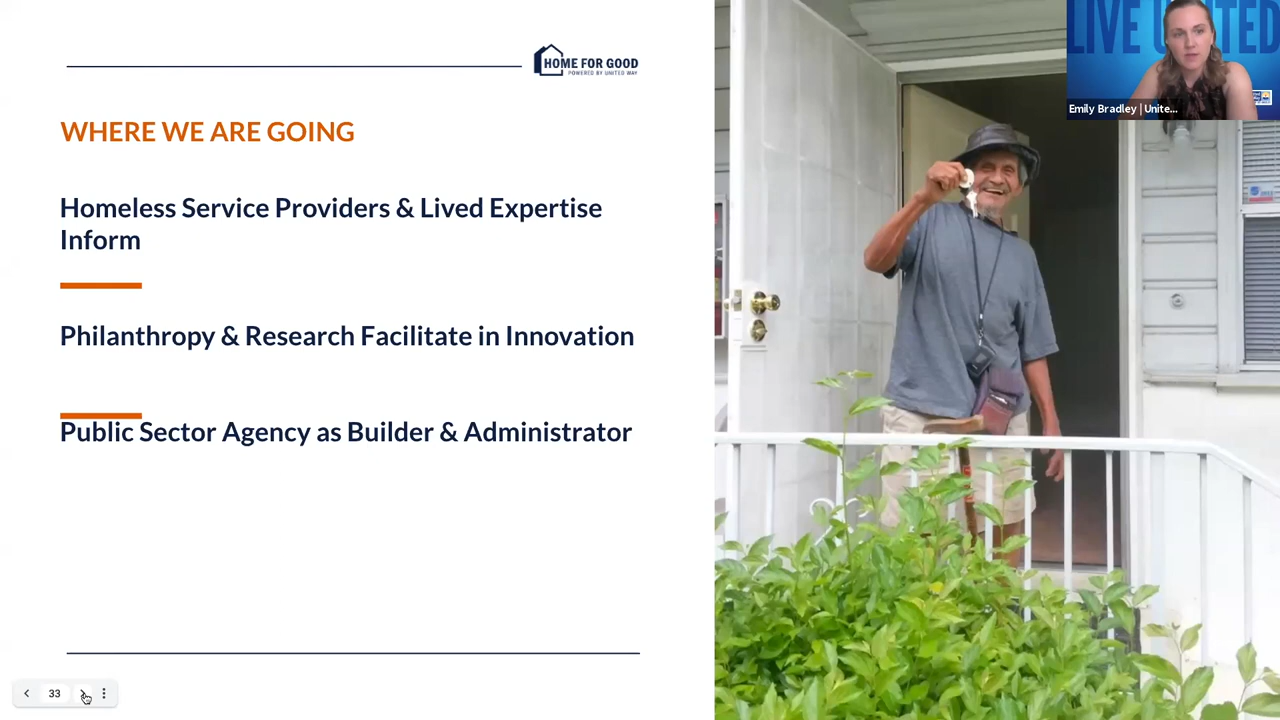 HOME FOR GOOD
POWERED BY UNITED WAY
WHERE WE ARE GOING
Homeless Service Providers & Lived Expertise
Inform
Philanthropy & Research Facilitate in Innovation
Public Sector Agency as Builder & Administrator
33
LIVE UNITED
Emily Bradley | Unite...